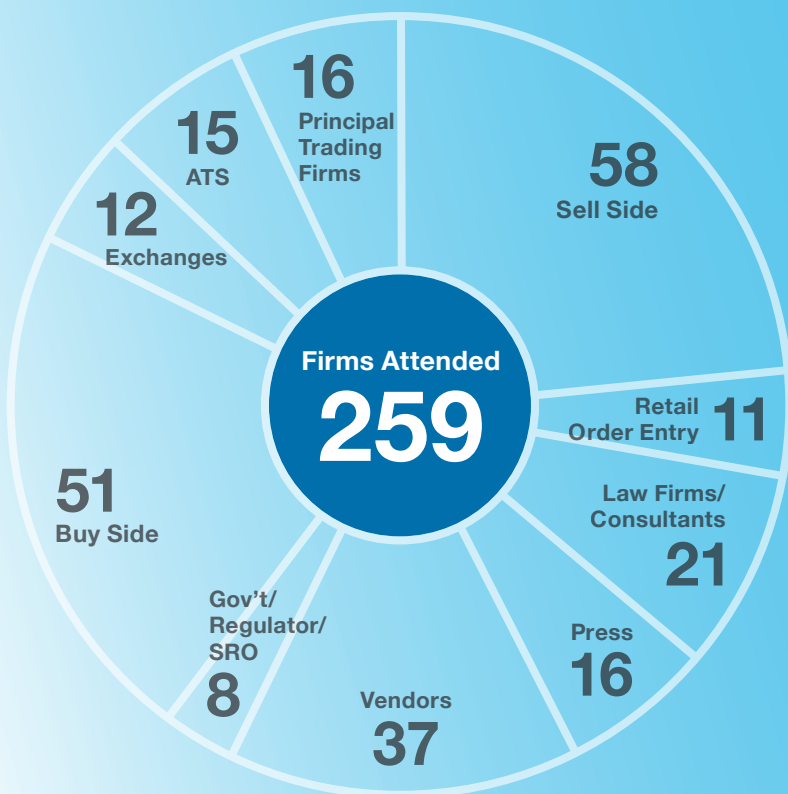 16
Principal
Trading
Firms
58
Sell Side
15
ATS
12
Exchanges
Firms Attended
259
Retail
Order Entry
11
Law Firms/
Consultants
21
51
Buy Side
Gov't/
Regulator/
SRO
8
Vendors
37
Press
16